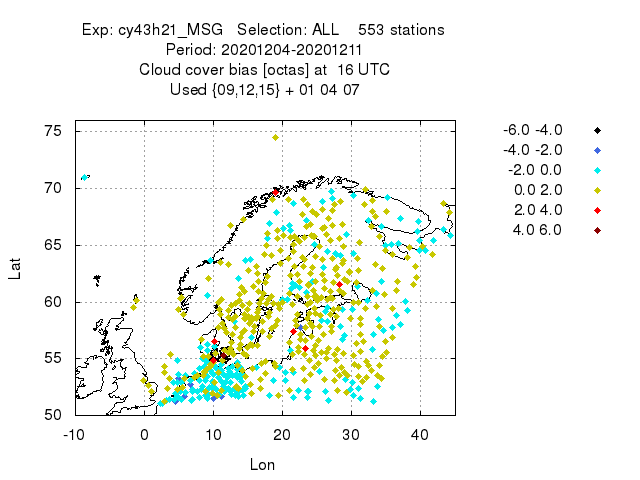 Exp: cy43h21_MSG   Selection: ALL    553 stations
Period: 20201204-20201211
Cloud cover bias [octas] at  16 UTC
Used {09,12,15} + 01 04 07
-6.0 -4.0
-4.0 -2.0
-2.0 0.0
0.0 2.0
2.0 4.0
4.0 6.0
Lat
75
70
65
60
55
50
-10 0 10 20 30 40
Lon